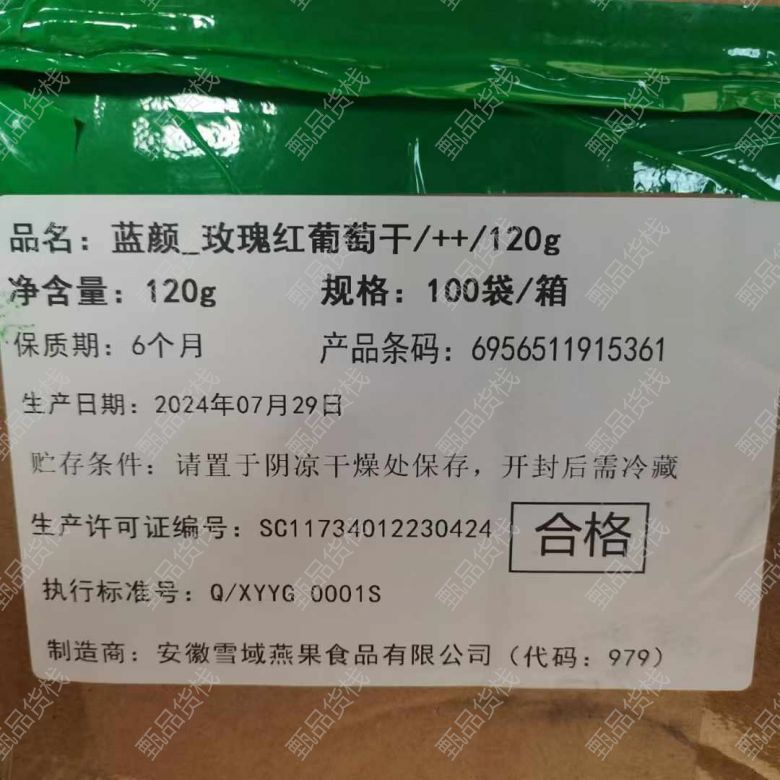 品名：蓝颜_玫瑰红葡萄干/++/120g
净含量：120g 规格：100袋/箱
保质期：6个月 产品条码：6956511915361
生产日期：2024年07月29日
贮存条件：请置于阴凉干燥处保存，开封后需冷藏
生产许可证编号：SC11734012230424 合格
执行标准号：Q/XYYG 0001S
制造商：安徽雪域燕果食品有限公司（代码：979）
甄品货栈